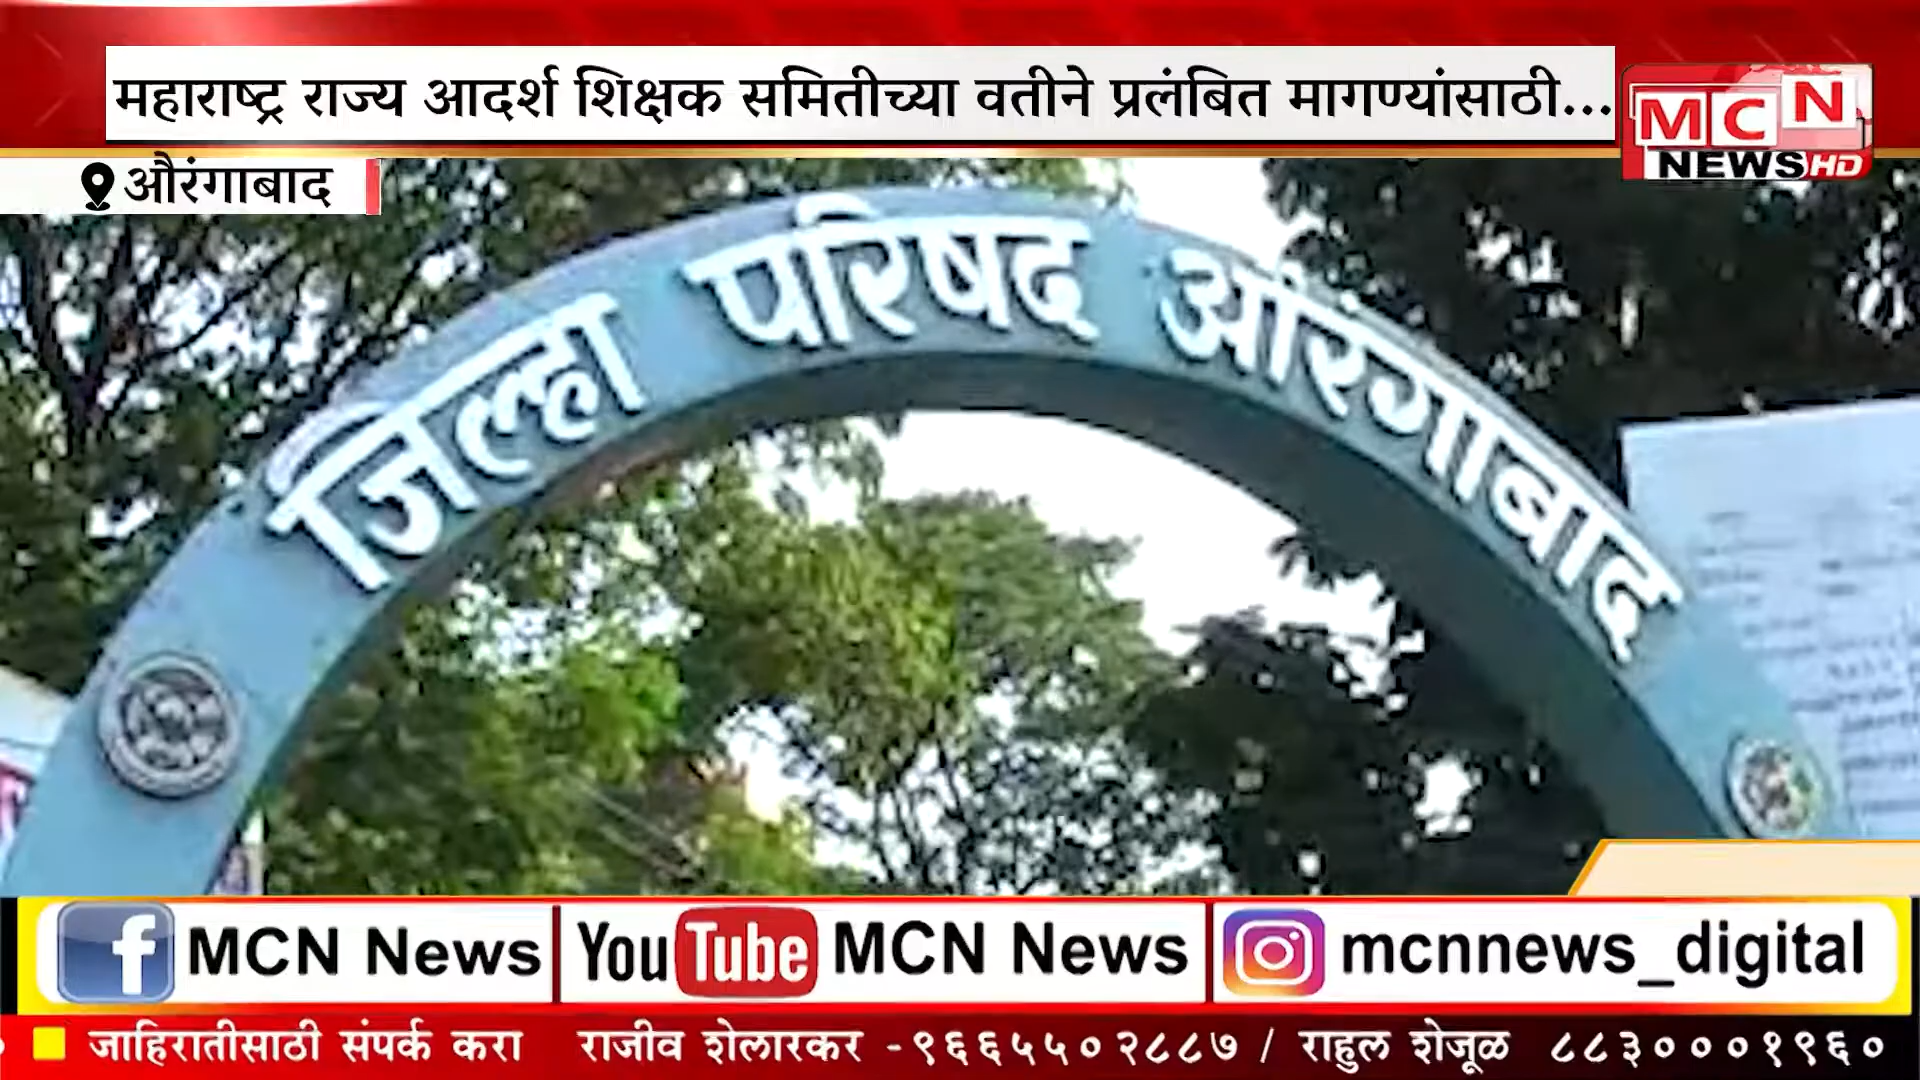 महाराष्ट्र राज्य आदर्श शिक्षक समितीच्या वतीने प्रलंबित मागण्यांसाठी...
MCN
NEWS HD
औरंगाबाद
जिल्हा परिषद औरंगाबाद
MCN News
YouTube MCN News
mcnnews_digital
जाहिरातीसाठी संपर्क करा राजीव शेलारकर -९६६५५०२८८७ / राहुल शेजूळ ८८३०००१९६०